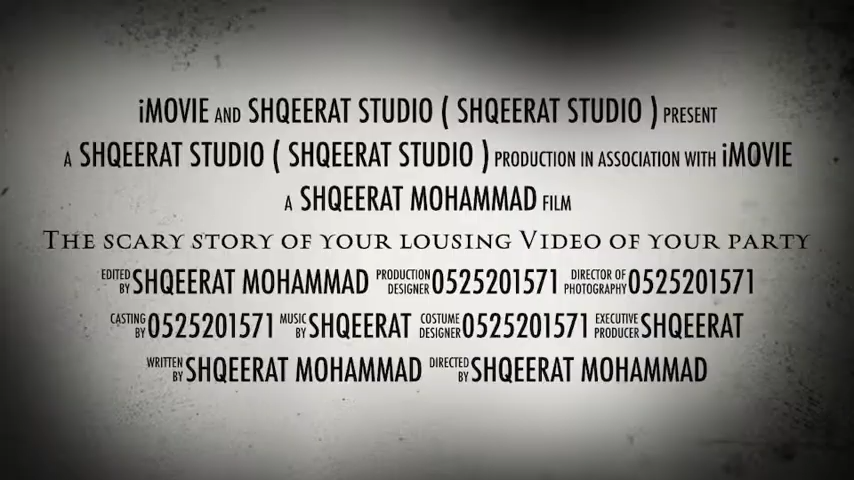 iMOVIE AND SHQEERAT STUDIO ( SHQEERAT STUDIO ) PRESENT
A SHQEERAT STUDIO ( SHQEERAT STUDIO ) PRODUCTION IN ASSOCIATION WITH iMOVIE
A SHQEERAT MOHAMMAD FILM
THE SCARY STORY OF YOUR LOUSING VIDEO OF YOUR PARTY
EDITED BY SHQEERAT MOHAMMAD PRODUCTION DESIGNER 0525201571 DIRECTOR OF PHOTOGRAPHY 0525201571
CASTING BY 0525201571 MUSIC BY SHQEERAT COSTUME DESIGNER 0525201571 EXECUTIVE PRODUCER SHQEERAT
WRITTEN BY SHQEERAT MOHAMMAD DIRECTED BY SHQEERAT MOHAMMAD